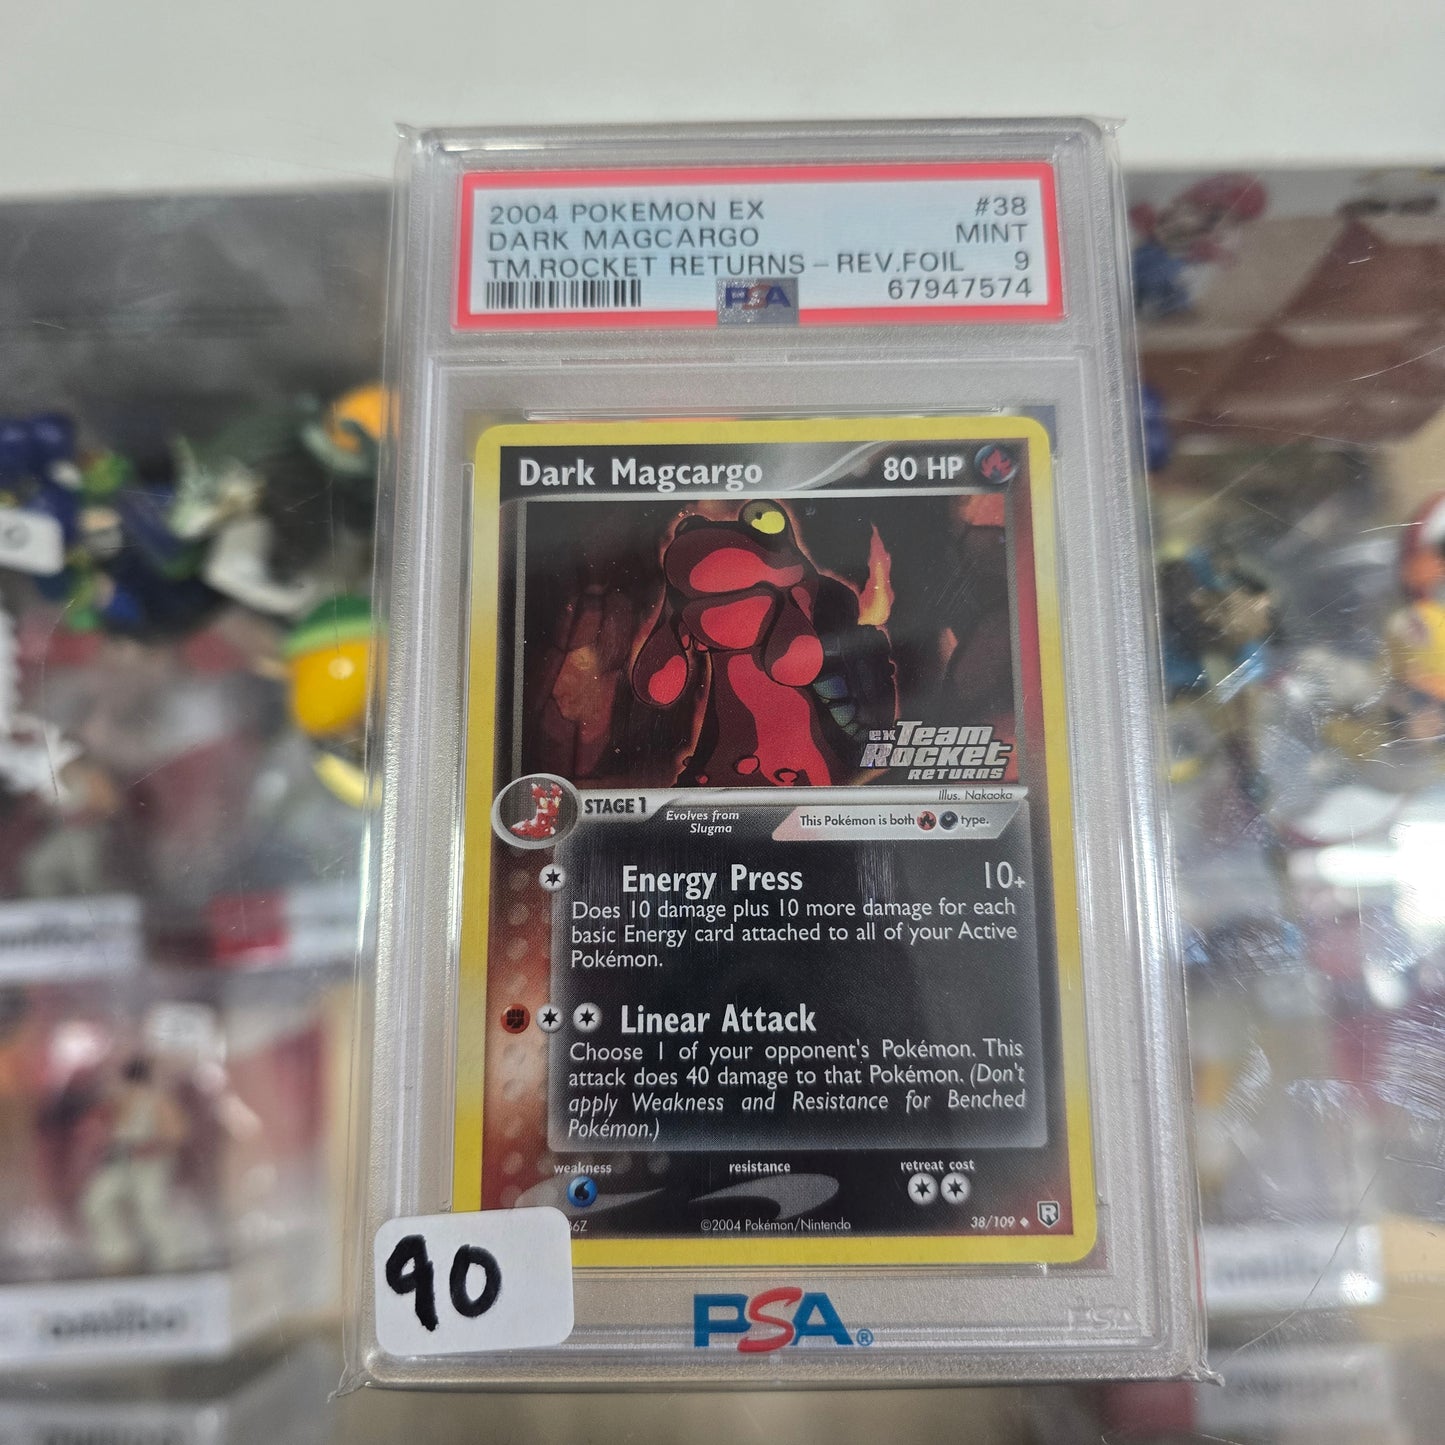 2004 POKEMON EX #38
DARK MAGCARGO MINT
TM.ROCKET RETURNS-REV.FOIL 9
PSA 67947574
Dark Magcargo 80 HP
ex Team
Rocket
RETURNS
Illus. Nakaoka
STAGE 1
Evolves from
Slugma
This Pokémon is both type.
Energy Press 10+
Does 10 damage plus 10 more damage for each
basic Energy card attached to all of your Active
Pokémon.
Linear Attack
Choose 1 of your opponent's Pokémon. This
attack does 40 damage to that Pokémon. (Don't
apply Weakness and Resistance for Benched
Pokémon.)
weakness resistance retreat cost
©2004 Pokémon/Nintendo 38/109
R
90
PSA®
PSA
amiibo